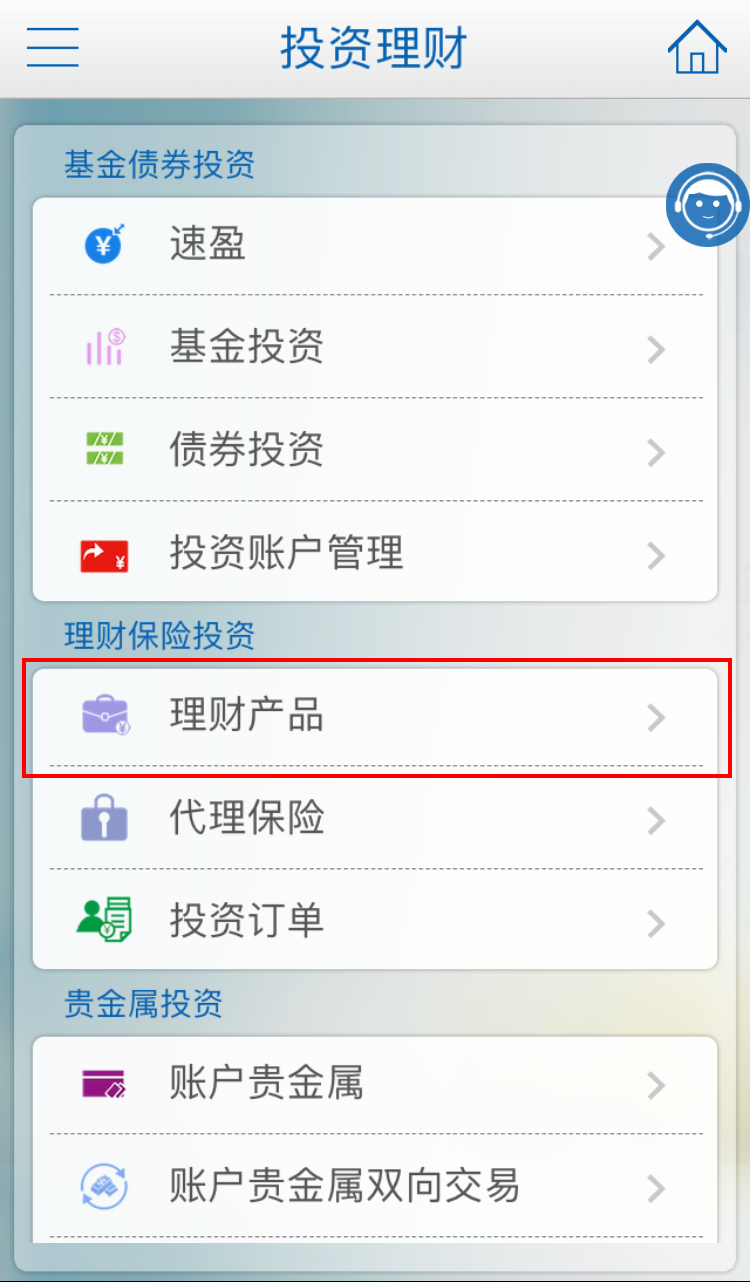 投资理财
基金债券投资
速盈
基金投资
债券投资
投资账户管理
理财保险投资
理财产品
代理保险
投资订单
贵金属投资
账户贵金属
账户贵金属双向交易